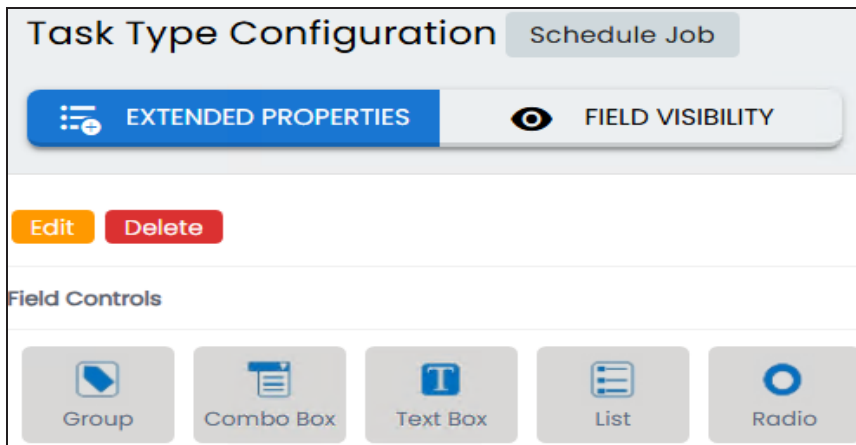 Task Type Configuration Schedule Job
EXTENDED PROPERTIES FIELD VISIBILITY
Edit Delete
Field Controls
Group Combo Box Text Box List Radio